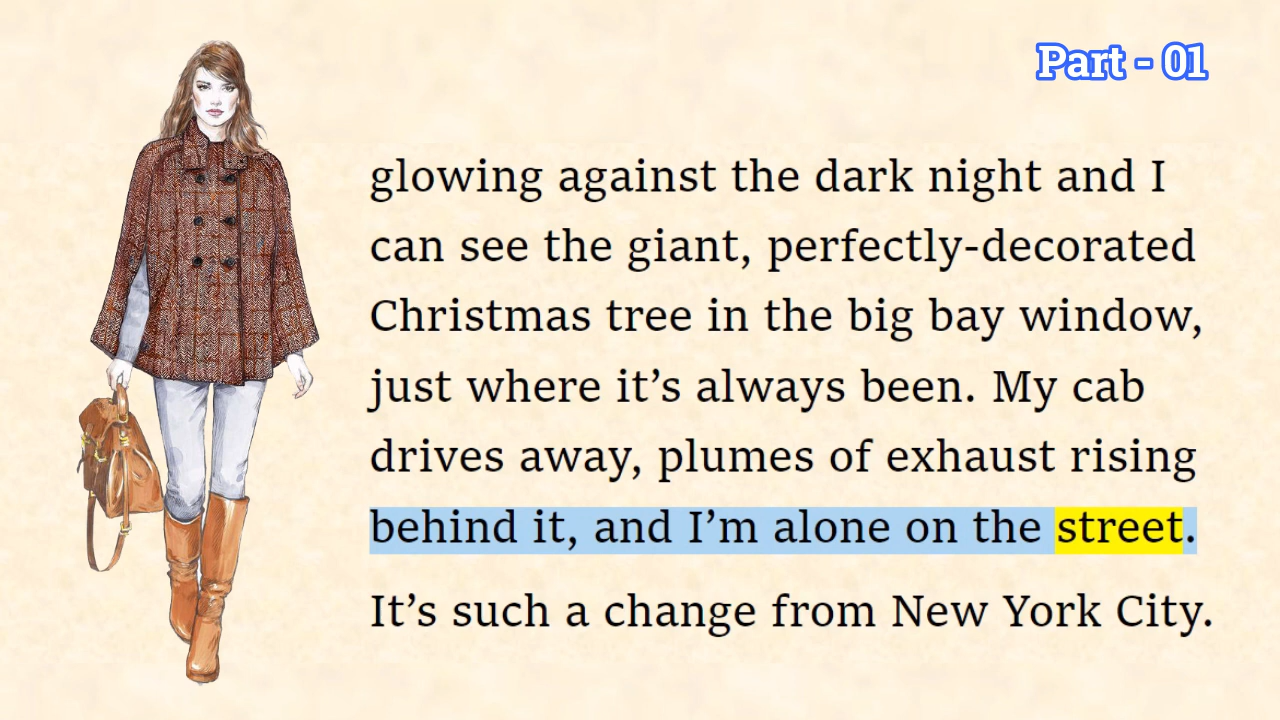 Part - 01
glowing against the dark night and I
can see the giant, perfectly-decorated
Christmas tree in the big bay window,
just where it’s always been. My cab
drives away, plumes of exhaust rising
behind it, and I’m alone on the street.
It’s such a change from New York City.